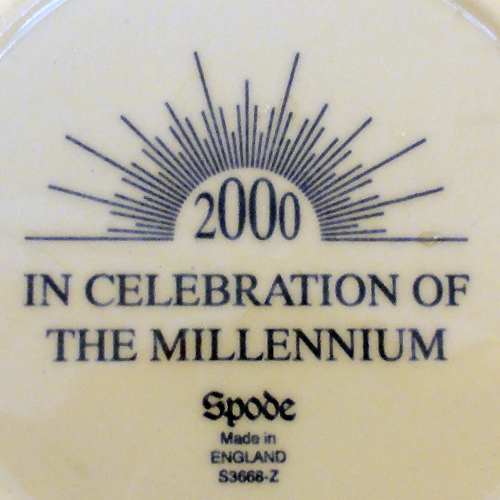 2000
IN CELEBRATION OF
THE MILLENNIUM
Spode
Made in
ENGLAND
S3668-Z